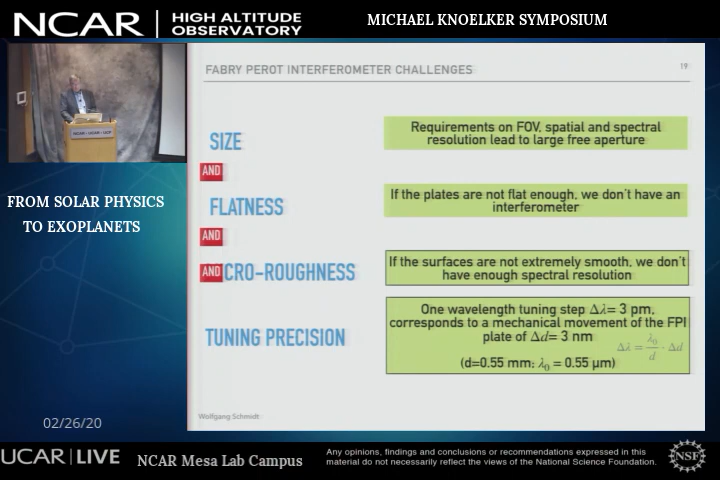 NCAR
HIGH ALTITUDE
OBSERVATORY
MICHAEL KNOELKER SYMPOSIUM
FABRY PEROT INTERFEROMETER CHALLENGES
19
SIZE
Requirements on FOV, spatial and spectral
resolution lead to large free aperture
AND
FROM SOLAR PHYSICS
TO EXOPLANETS
FLATNESS
If the plates are not flat enough, we don't have an
interferometer
AND
AND
CRO-ROUGHNESS
If the surfaces are not extremely smooth, we don't
have enough spectral resolution
TUNING PRECISION
One wavelength tuning step Δλ= 3 pm,
corresponds to a mechanical movement of the FPI
plate of Δd= 3 nm
Δλ = λ₀/d · Δd
(d=0.55 mm; λ₀ = 0.55 μm)
Wolfgang Schmidt
02/26/20
UCAR|LIVE
NCAR Mesa Lab Campus
Any opinions, findings and conclusions or recommendations expressed in this
material do not necessarily reflect the views of the National Science Foundation.
NSF